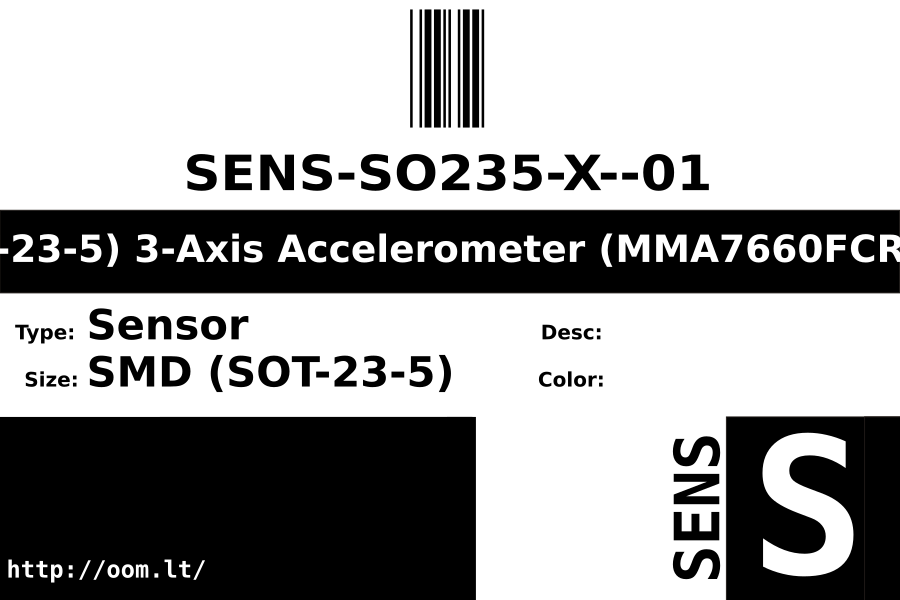 SENS-SO235-X--01
-23-5) 3-Axis Accelerometer (MMA7660FCR
Type: Sensor
Desc:
Size: SMD (SOT-23-5)
Color:
http://oom.lt/
SENS
S